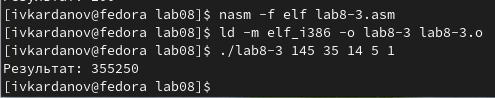 [ivkardanov@fedora lab08]$ nasm -f elf lab8-3.asm
[ivkardanov@fedora lab08]$ ld -m elf_i386 -o lab8-3 lab8-3.o
[ivkardanov@fedora lab08]$ ./lab8-3 145 35 14 5 1
Результат: 355250
[ivkardanov@fedora lab08]$